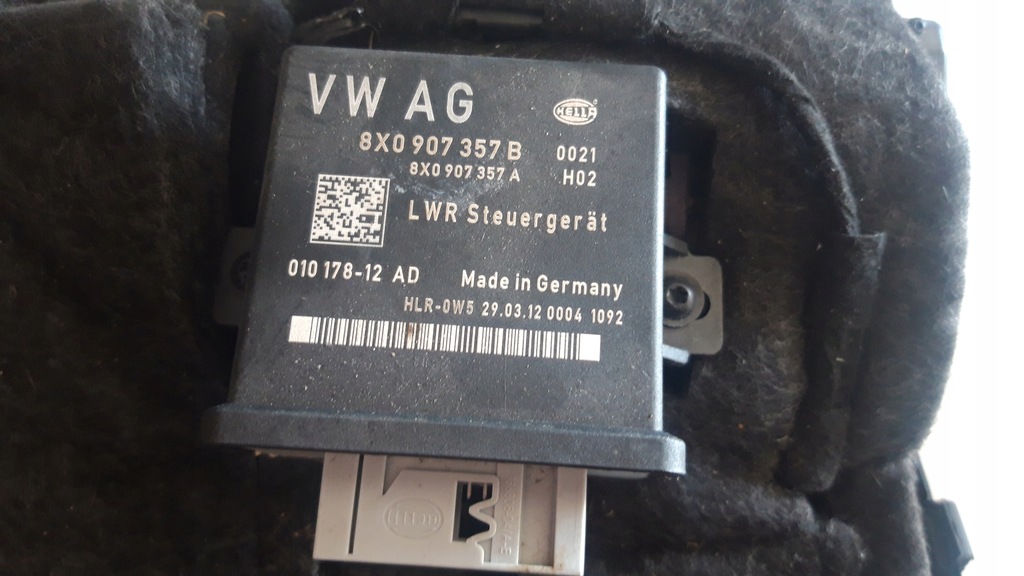 VW AG
HELLA
8X0 907 357 B 0021
8X0 907 357 A H02
LWR Steuergerät
010 178-12 AD Made in Germany
HLR-0W5 29.03.12 0004 1092
HELLA